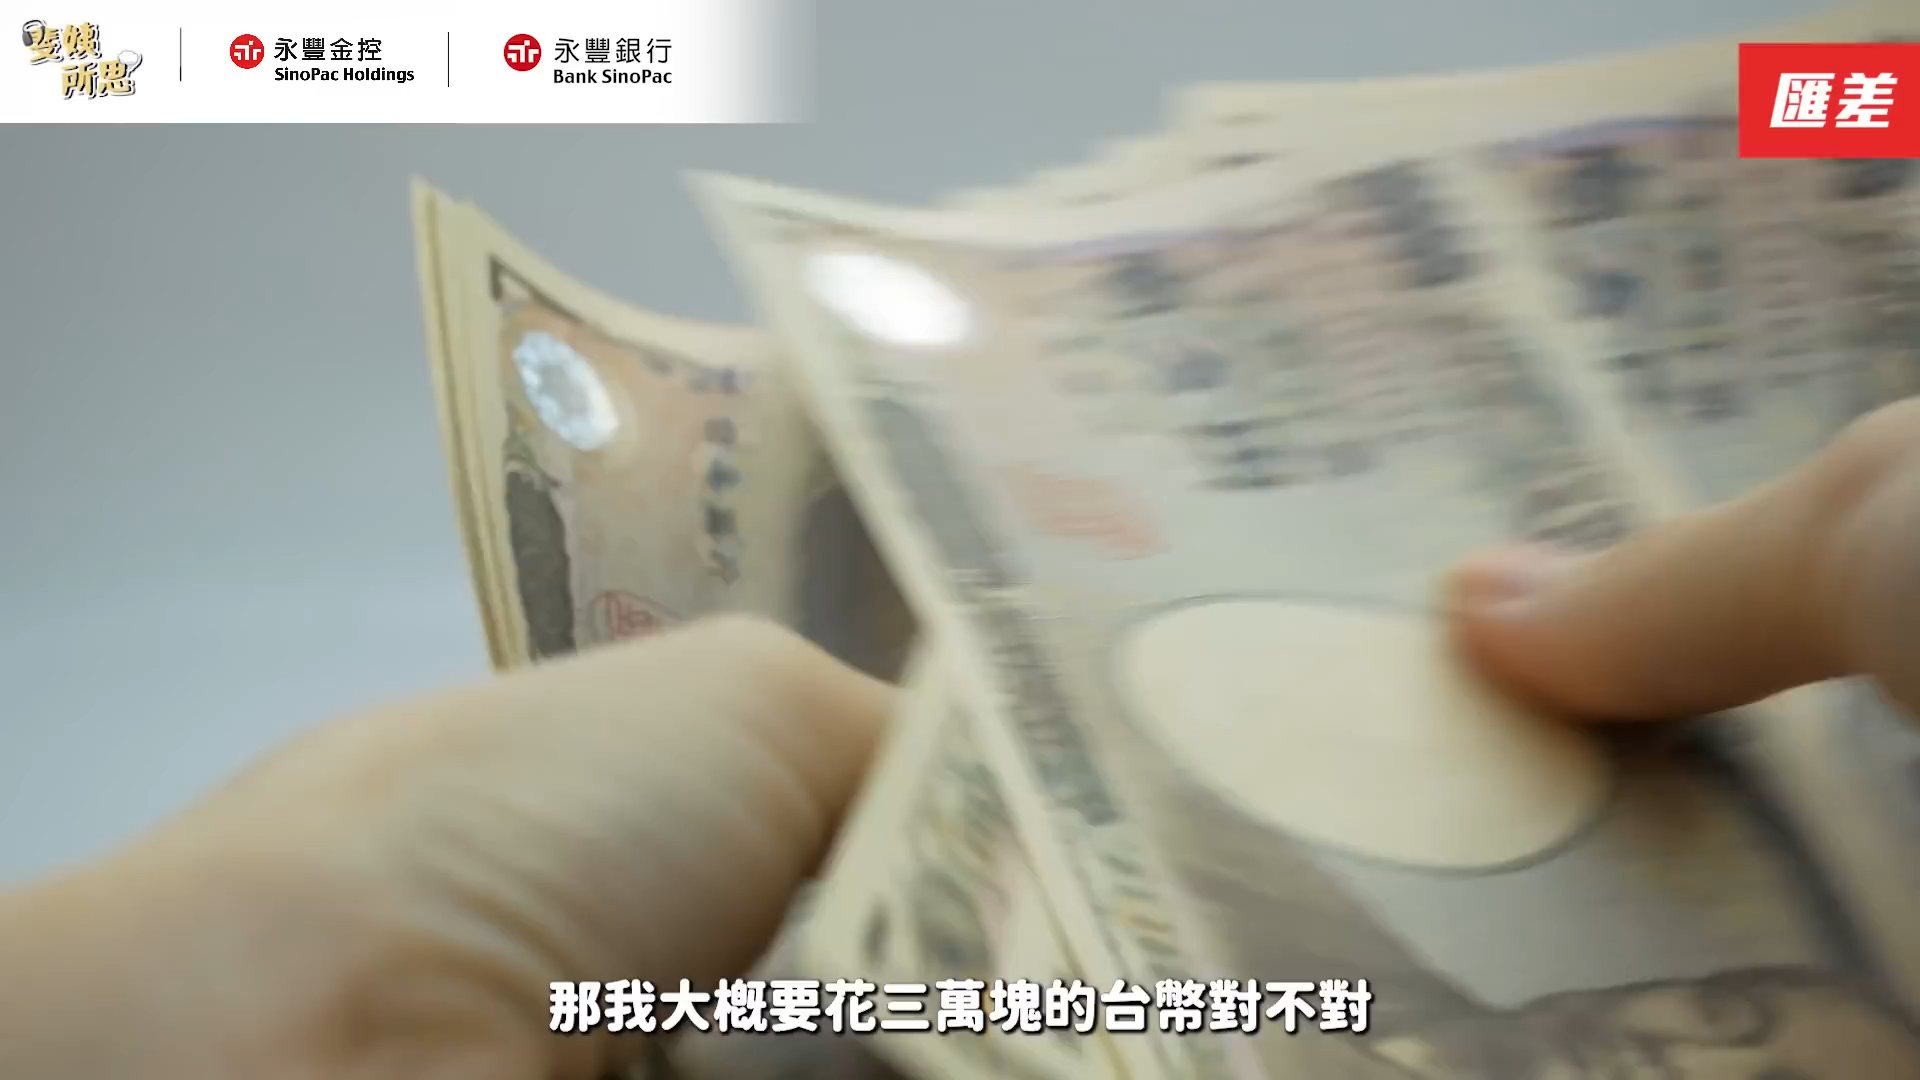 斐姨
所思
永豐金控
SinoPac Holdings
永豐銀行
Bank SinoPac
匯差
那我大概要花三萬塊的台幣對不對